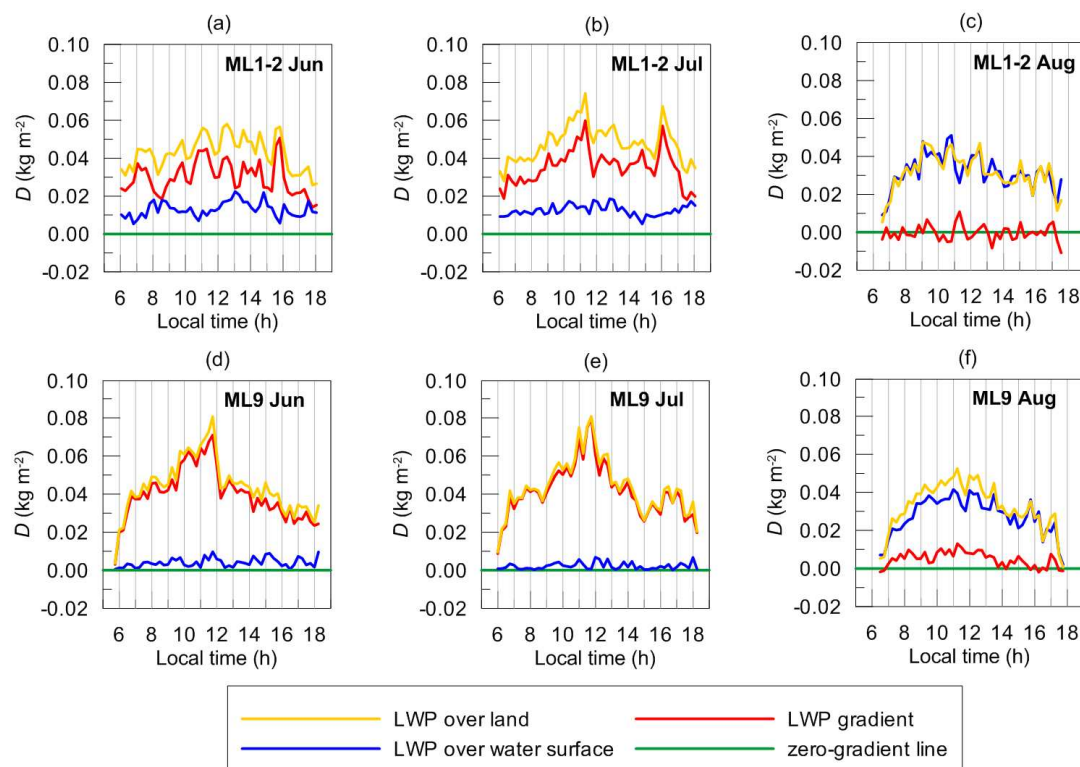 (a) (b) (c)
ML1-2 Jun ML1-2 Jul ML1-2 Aug
0.10 0.10 0.10
0.08 0.08 0.08
0.06 0.06 0.06
0.04 0.04 0.04
0.02 0.02 0.02
0.00 0.00 0.00
-0.02 -0.02 -0.02
D (kg m-2) D (kg m-2) D (kg m-2)
6 8 10 12 14 16 18 6 8 10 12 14 16 18 6 8 10 12 14 16 18
Local time (h) Local time (h) Local time (h)
(d) (e) (f)
ML9 Jun ML9 Jul ML9 Aug
0.10 0.10 0.10
0.08 0.08 0.08
0.06 0.06 0.06
0.04 0.04 0.04
0.02 0.02 0.02
0.00 0.00 0.00
-0.02 -0.02 -0.02
D (kg m-2) D (kg m-2) D (kg m-2)
6 8 10 12 14 16 18 6 8 10 12 14 16 18 6 8 10 12 14 16 18
Local time (h) Local time (h) Local time (h)
LWP over land LWP gradient
LWP over water surface zero-gradient line